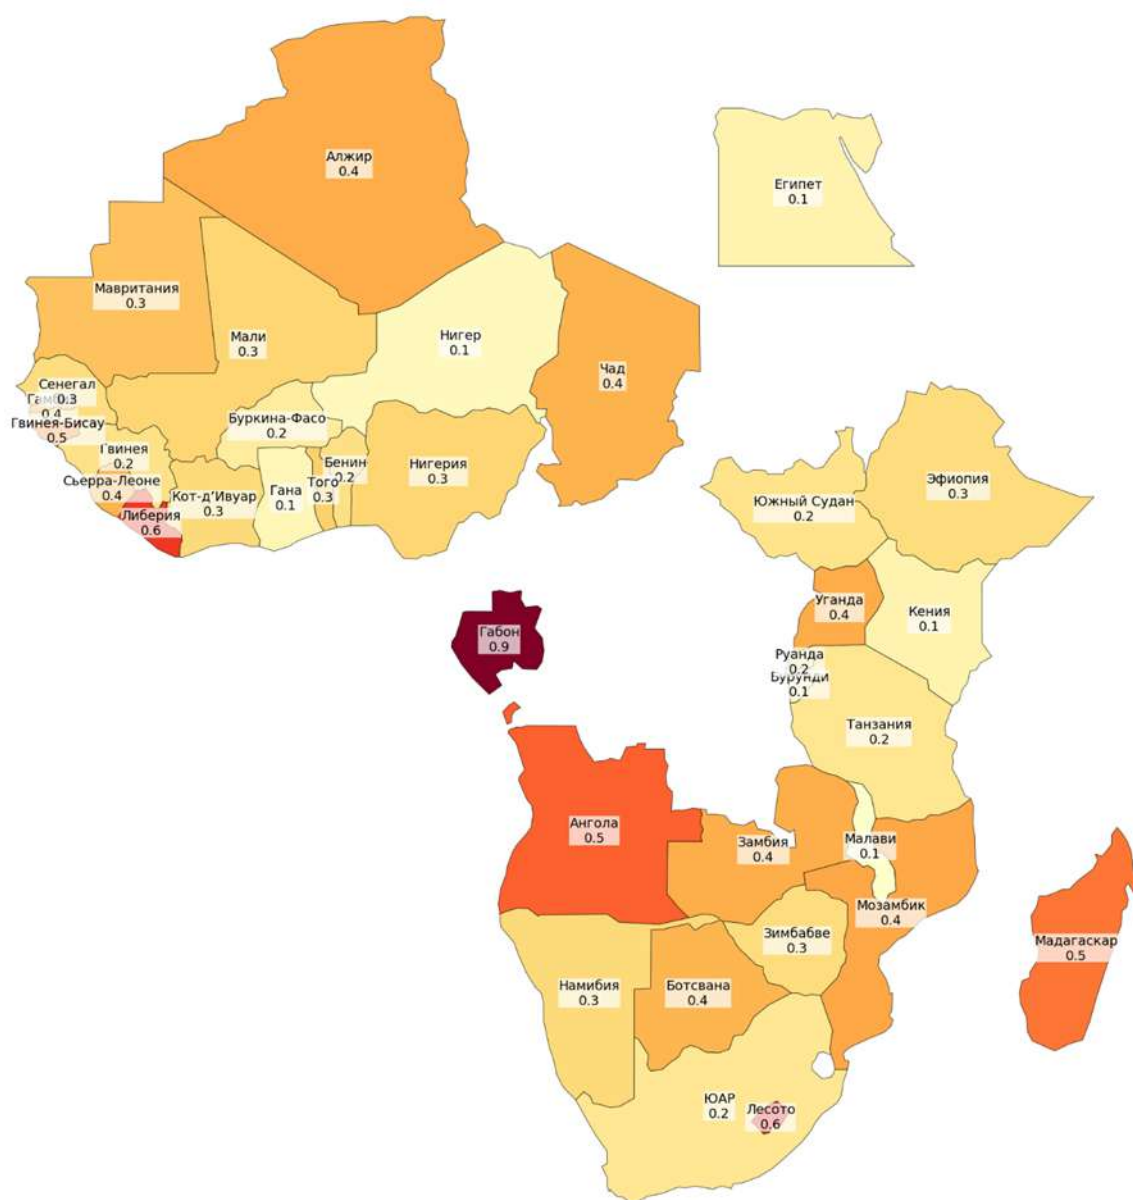 Алжир
0.4
Египет
0.1
Мавритания
0.3
Мали
0.3
Нигер
0.1
Чад
0.4
Сенегал
0.3
Гамбия
0.4
Гвинея-Бисау
0.5
Буркина-Фасо
0.2
Гвинея
0.2
Сьерра-Леоне
0.4
Либерия
0.6
Кот-д’Ивуар
0.3
Гана
0.1
Того
0.3
Бенин
0.2
Нигерия
0.3
Эфиопия
0.3
Южный Судан
0.2
Уганда
0.4
Кения
0.1
Габон
0.9
Руанда
0.2
Бурунди
0.1
Танзания
0.2
Ангола
0.5
Замбия
0.4
Малави
0.1
Мозамбик
0.4
Зимбабве
0.3
Мадагаскар
0.5
Намибия
0.3
Ботсвана
0.4
ЮАР
0.2
Лесото
0.6